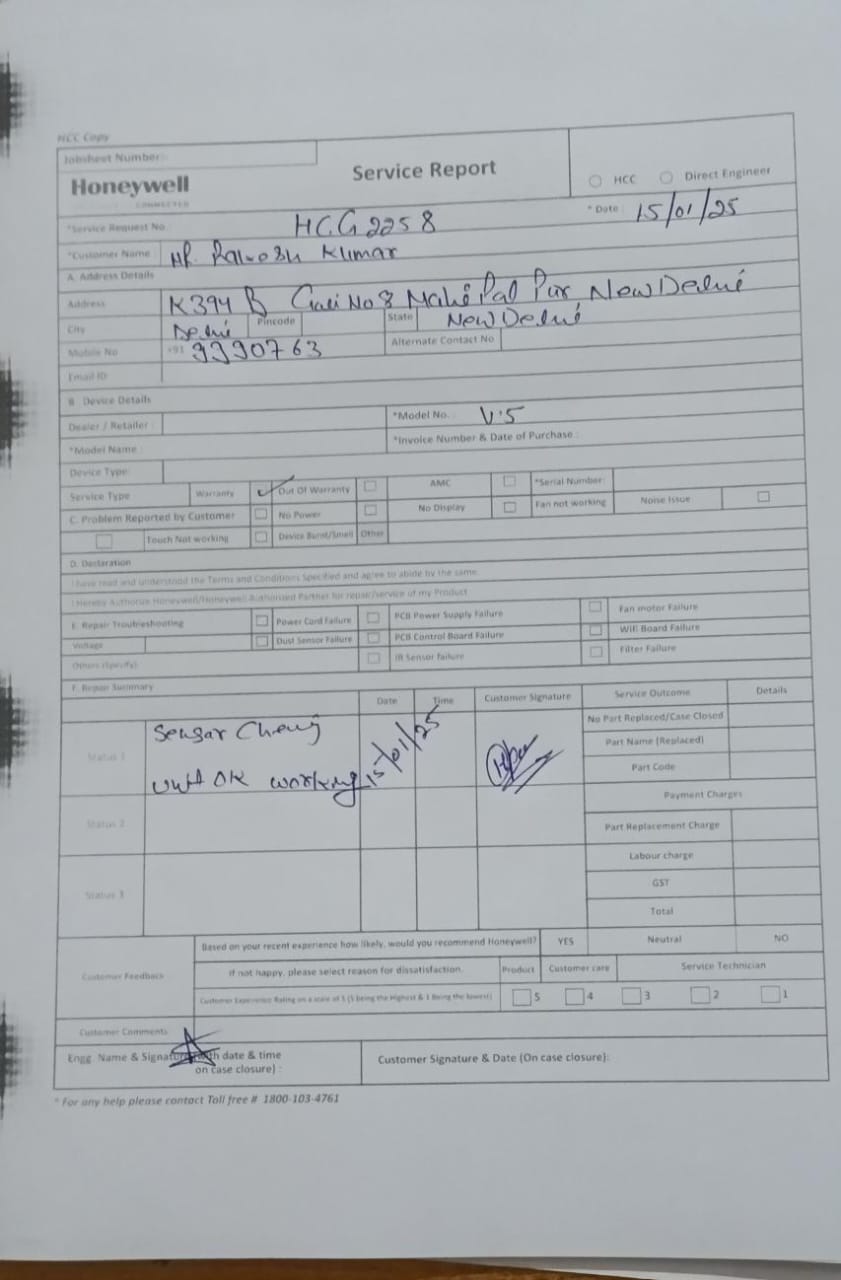 HCC Copy
Jobsheet Number:
Honeywell
CONNECTED
Service Report
HCC Direct Engineer
*Service Request No. HCG2258 * Date : 15/01/25
*Customer Name Mr. Kumar
A. Address Details
Address K394 B Gali No 8 Mahi Pal Pur, New Delhi
City Delhi Pincode State New Delhi
Mobile No +91 9990763 Alternate Contact No
Email ID:
B. Device Details
Dealer / Retailer : *Model No. : V.5
*Model Name : *Invoice Number & Date of Purchase :
Device Type:
Service Type Warranty ✓ Out Of Warranty AMC *Serial Number:
C. Problem Reported by Customer No Power No Display Fan not working Noise Issue
Touch Not working Device Burst/Smell Other
D. Declaration
I have read and understood the Terms and Conditions Specified and agree to abide by the same.
I Hereby Authorize Honeywell/Honeywell Authorized Partner for repair/service of my Product
E. Repair Troubleshooting Power Card Failure PCB Power Supply Failure Fan motor Failure
Voltage Dust Sensor Failure PCB Control Board Failure Wifi Board Failure
Others (Specify) IR Sensor failure Filter Failure
F. Repair Summary
Date Time Customer Signature Service Outcome Details
Status 1 Sensar 15/01/25 No Part Replaced/Case Closed
Unit OK working Part Name (Replaced)
Part Code
Payment Charges
Status 2 Part Replacement Charge
Labour charge
Status 3 GST
Total
Customer Feedback Based on your recent experience how likely, would you recommend Honeywell? YES Neutral NO
If not happy, please select reason for dissatisfaction. Product Customer care Service Technician
Customer Experience Rating on a scale of 5 (5 being the Highest & 1 Being the lowest) 5 4 3 2 1
Customer Comments
Engg. Name & Signature with date & time
on case closure) :
Customer Signature & Date (On case closure):
* For any help please contact Toll free # 1800-103-4761